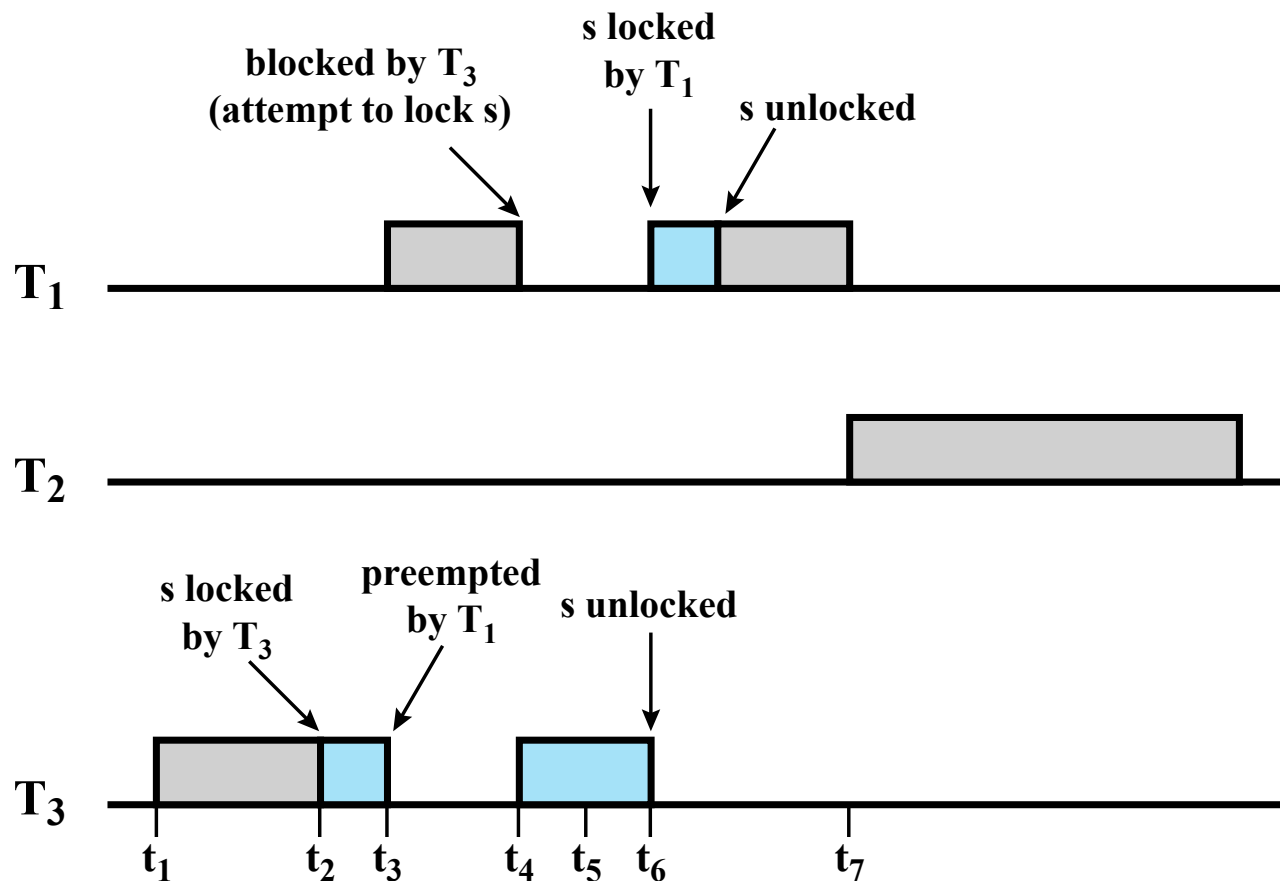 s locked
by T₁
blocked by T₃
(attempt to lock s)
s unlocked
T₁
T₂
s locked
by T₃
preempted
by T₁
s unlocked
T₃
t₁ t₂ t₃ t₄ t₅ t₆ t₇